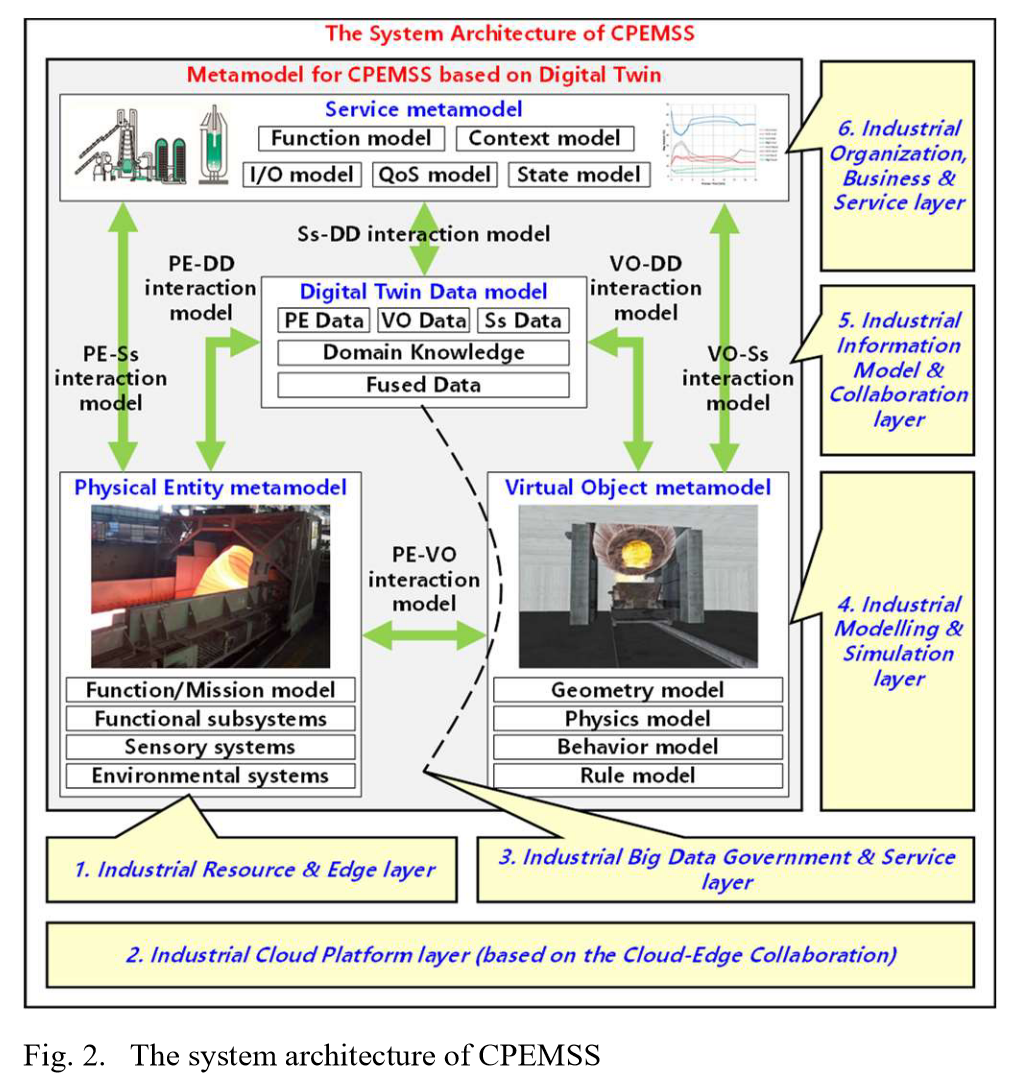 The System Architecture of CPEMSS
Metamodel for CPEMSS based on Digital Twin
Service metamodel
Function model
Context model
I/O model
QoS model
State model
6. Industrial
Organization,
Business &
Service layer
Ss-DD interaction model
PE-DD
interaction
model
VO-DD
interaction
model
Digital Twin Data model
PE Data
VO Data
Ss Data
Domain Knowledge
Fused Data
PE-Ss
interaction
model
VO-Ss
interaction
model
5. Industrial
Information
Model &
Collaboration
layer
Physical Entity metamodel
Function/Mission model
Functional subsystems
Sensory systems
Environmental systems
PE-VO
interaction
model
Virtual Object metamodel
Geometry model
Physics model
Behavior model
Rule model
4. Industrial
Modelling &
Simulation
layer
1. Industrial Resource & Edge layer
3. Industrial Big Data Government & Service
layer
2. Industrial Cloud Platform layer (based on the Cloud-Edge Collaboration)
Fig. 2. The system architecture of CPEMSS